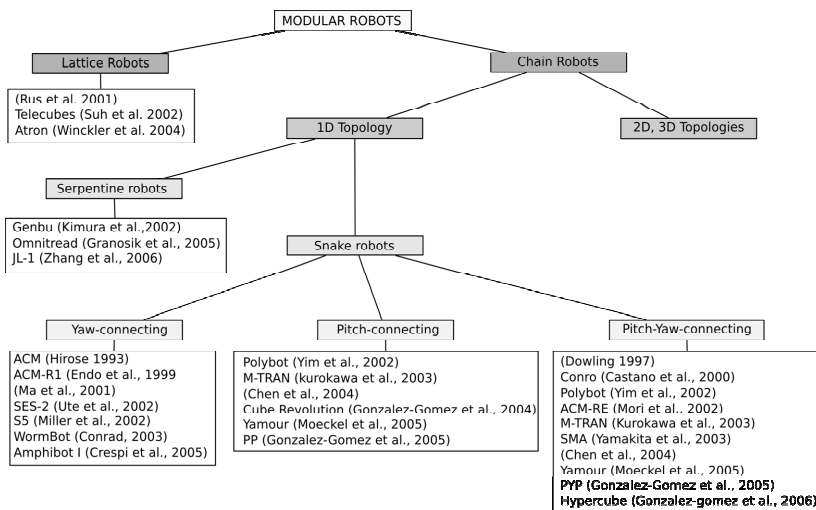 MODULAR ROBOTS
Lattice Robots
Chain Robots
(Rus et al. 2001)
Telecubes (Suh et al. 2002)
Atron (Winckler et al. 2004)
1D Topology
2D, 3D Topologies
Serpentine robots
Genbu (Kimura et al.,2002)
Omnitread (Granosik et al., 2005)
JL-1 (Zhang et al., 2006)
Snake robots
Yaw-connecting
Pitch-connecting
Pitch-Yaw-connecting
ACM (Hirose 1993)
ACM-R1 (Endo et al., 1999
(Ma et al., 2001)
SES-2 (Ute et al., 2002)
S5 (Miller et al., 2002)
WormBot (Conrad, 2003)
Amphibot I (Crespi et al., 2005)
Polybot (Yim et al., 2002)
M-TRAN (kurokawa et al., 2003)
(Chen et al., 2004)
Cube Revolution (Gonzalez-Gomez et al., 2004)
Yamour (Moeckel et al., 2005)
PP (Gonzalez-Gomez et al., 2005)
(Dowling 1997)
Conro (Castano et al., 2000)
Polybot (Yim et al., 2002)
ACM-RE (Mori et al.. 2002)
M-TRAN (Kurokawa et al., 2003)
SMA (Yamakita et al., 2003)
(Chen et al., 2004)
Yamour (Moeckel et al., 2005)
PYP (Gonzalez-Gomez et al., 2005)
Hypercube (Gonzalez-gomez et al., 2006)